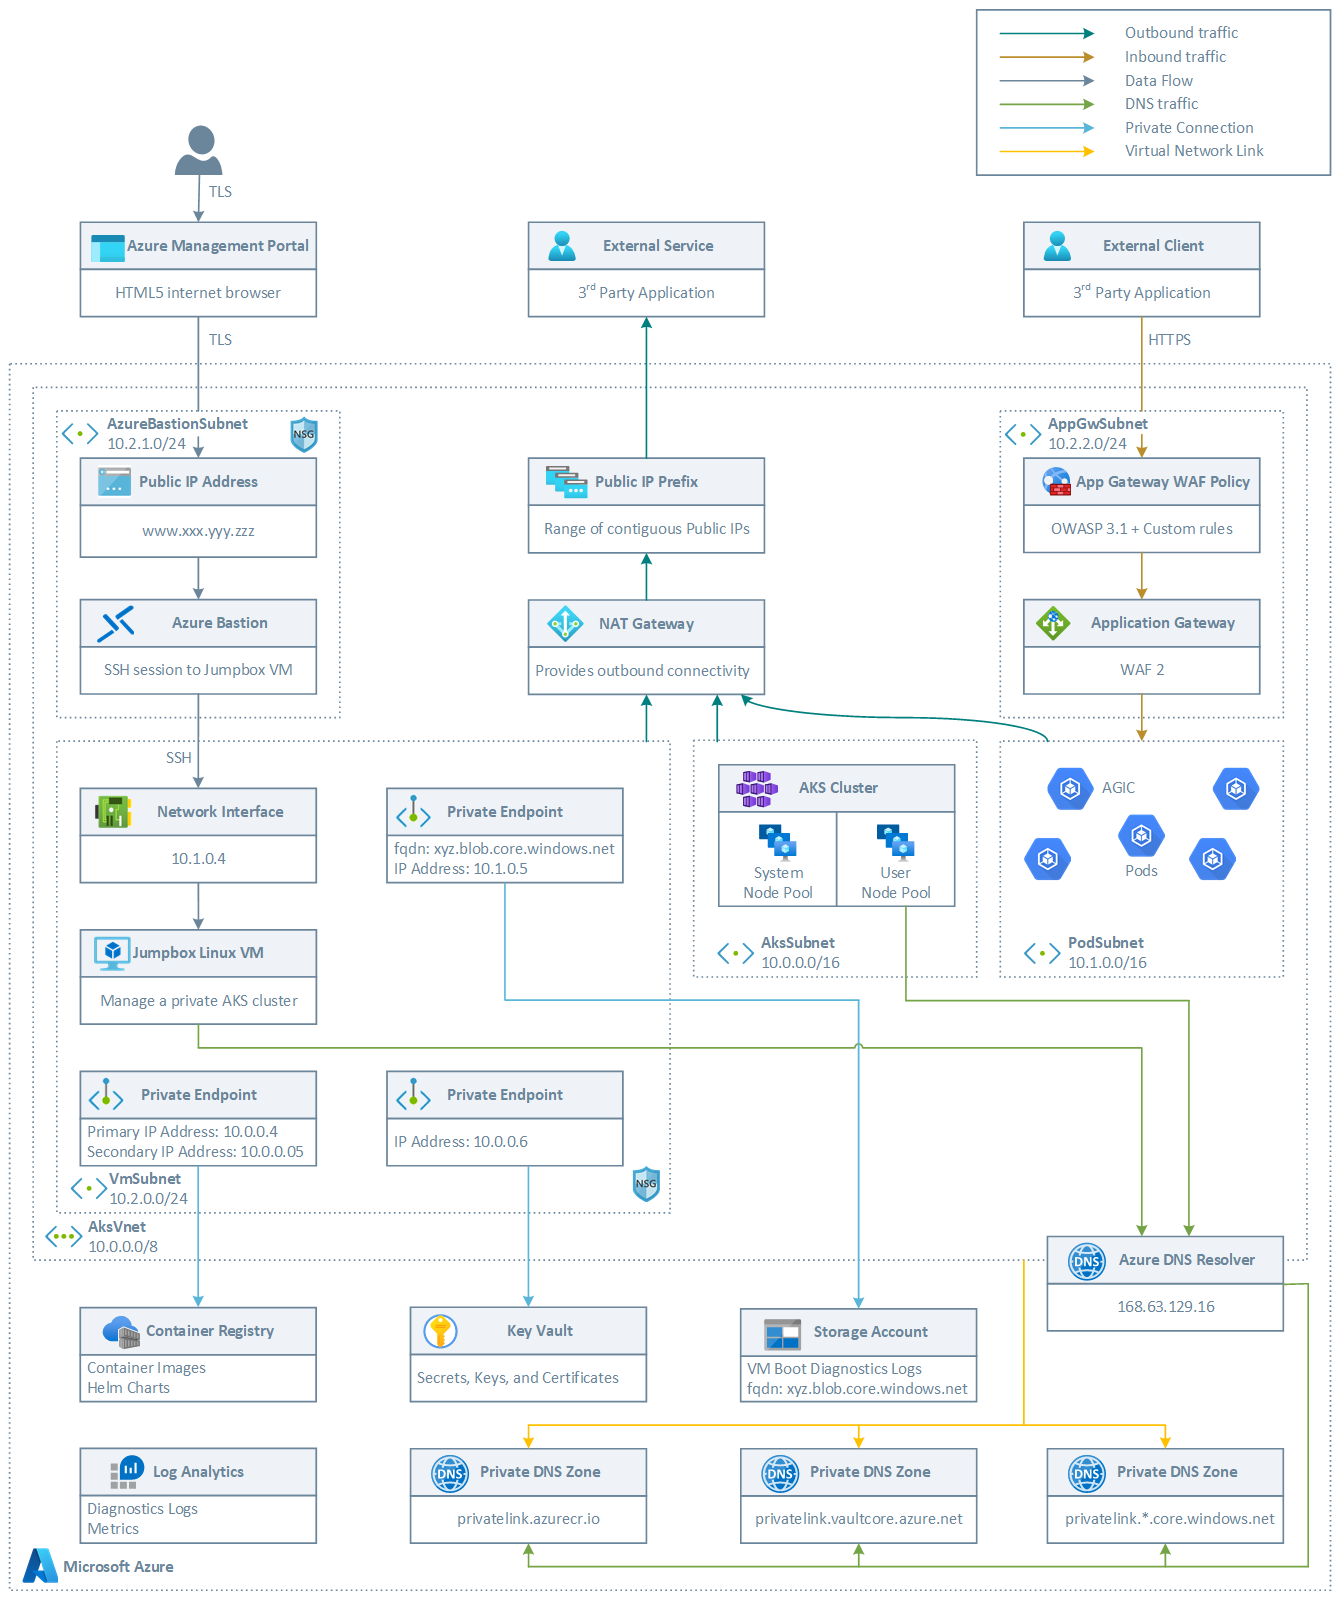 Outbound traffic
Inbound traffic
Data Flow
DNS traffic
Private Connection
Virtual Network Link
TLS
Azure Management Portal
HTML5 internet browser
External Service
3rd Party Application
External Client
3rd Party Application
TLS
HTTPS
AzureBastionSubnet
10.2.1.0/24
NSG
AppGwSubnet
10.2.2.0/24
Public IP Address
www.xxx.yyy.zzz
Public IP Prefix
Range of contiguous Public IPs
App Gateway WAF Policy
OWASP 3.1 + Custom rules
Azure Bastion
SSH session to Jumpbox VM
NAT Gateway
Provides outbound connectivity
Application Gateway
WAF 2
SSH
Network Interface
10.1.0.4
Private Endpoint
fqdn: xyz.blob.core.windows.net
IP Address: 10.1.0.5
AKS Cluster
System
Node Pool
User
Node Pool
AGIC
Pods
AksSubnet
10.0.0.0/16
PodSubnet
10.1.0.0/16
Jumpbox Linux VM
Manage a private AKS cluster
Private Endpoint
Primary IP Address: 10.0.0.4
Secondary IP Address: 10.0.0.05
Private Endpoint
IP Address: 10.0.0.6
VmSubnet
10.2.0.0/24
NSG
AksVnet
10.0.0.0/8
DNS
Azure DNS Resolver
168.63.129.16
Container Registry
Container Images
Helm Charts
Key Vault
Secrets, Keys, and Certificates
Storage Account
VM Boot Diagnostics Logs
fqdn: xyz.blob.core.windows.net
Log Analytics
Diagnostics Logs
Metrics
DNS
Private DNS Zone
privatelink.azurecr.io
DNS
Private DNS Zone
privatelink.vaultcore.azure.net
DNS
Private DNS Zone
privatelink.*.core.windows.net
Microsoft Azure